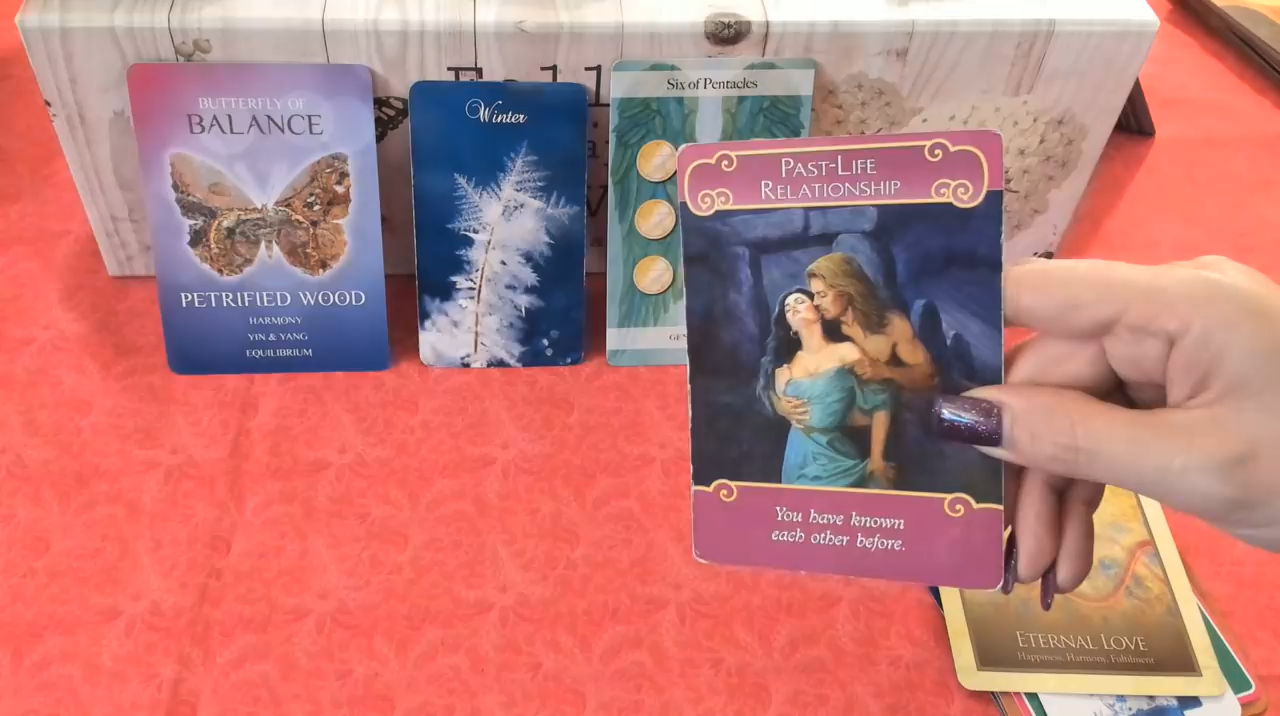 BUTTERFLY OF
BALANCE
PETRIFIED WOOD
HARMONY
YIN & YANG
EQUILIBRIUM
Winter
Six of Pentacles
PAST-LIFE
RELATIONSHIP
You have known
each other before.
ETERNAL LOVE
Happiness, Harmony, Fulfilment